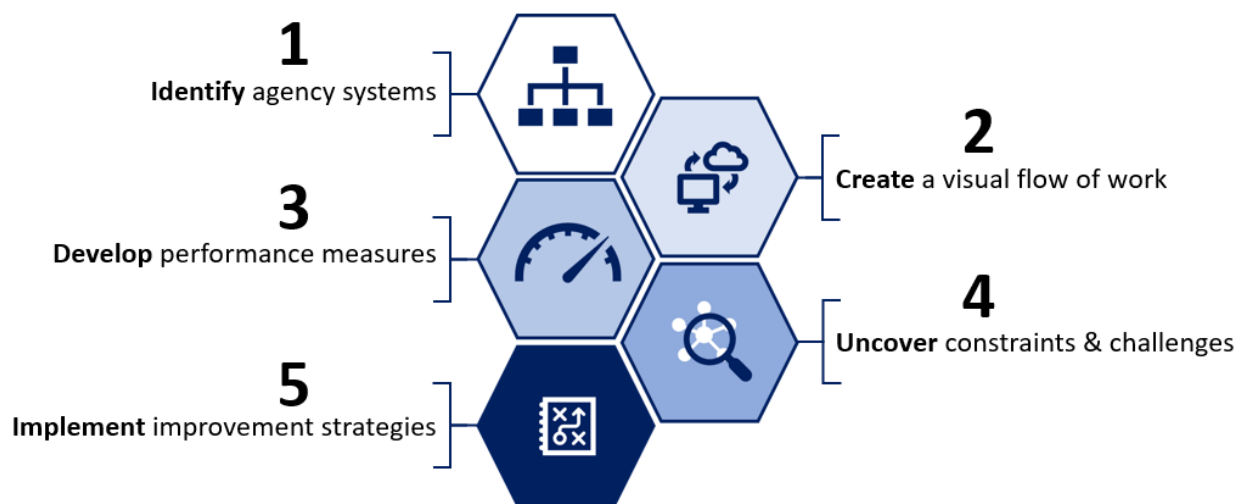 1
Identify agency systems
2
Create a visual flow of work
3
Develop performance measures
4
Uncover constraints & challenges
5
Implement improvement strategies